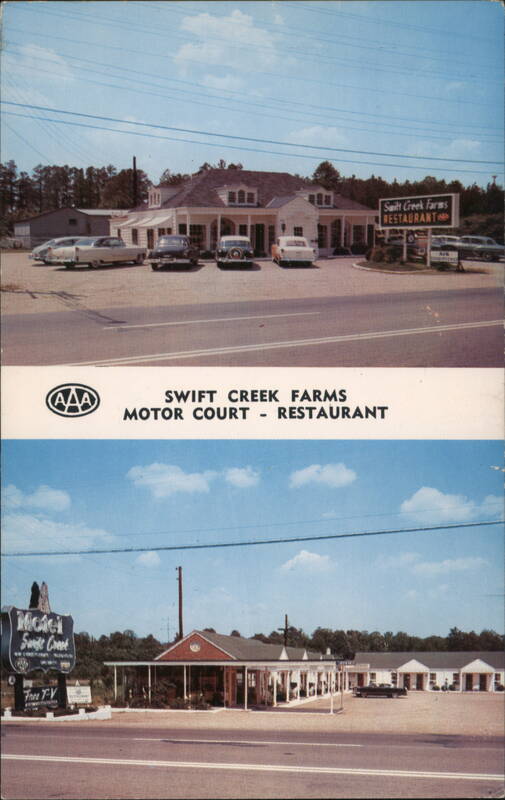 Swift Creek Farms
RESTAURANT
AAA
SWIFT CREEK FARMS
MOTOR COURT - RESTAURANT
Motel
Swift Creek
Free T-V